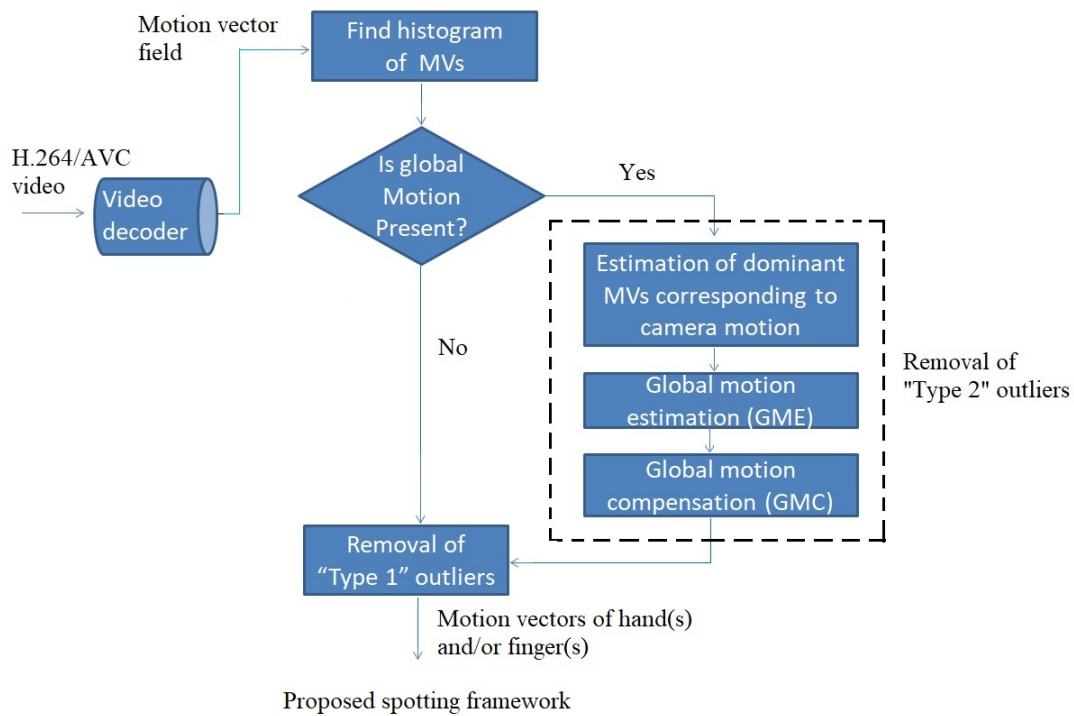 Motion vector
field
Find histogram
of MVs
H.264/AVC
video
Video
decoder
Is global
Motion
Present?
Yes
Estimation of dominant
MVs corresponding to
camera motion
No
Removal of
"Type 2" outliers
Global motion
estimation (GME)
Global motion
compensation (GMC)
Removal of
“Type 1” outliers
Motion vectors of hand(s)
and/or finger(s)
Proposed spotting framework